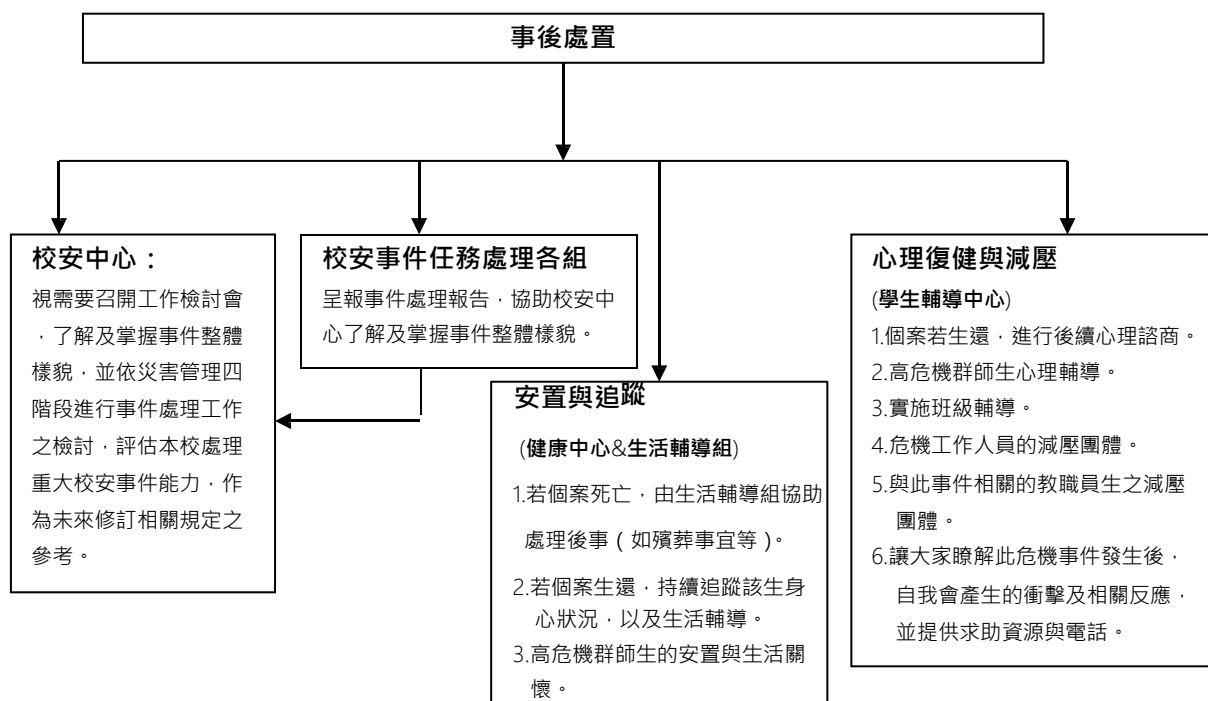 事後處置
校安中心：
視需要召開工作檢討會
，了解及掌握事件整體
樣貌，並依災害管理四
階段進行事件處理工作
之檢討，評估本校處理
重大校安事件能力，作
為未來修訂相關規定之
參考。
校安事件任務處理各組
呈報事件處理報告，協助校安中
心了解及掌握事件整體樣貌。
安置與追蹤
(健康中心&生活輔導組)
1.若個案死亡，由生活輔導組協助
處理後事（如殯葬事宜等）。
2.若個案生還，持續追蹤該生身
心狀況，以及生活輔導。
3.高危機群師生的安置與生活關
懷。
心理復健與減壓
(學生輔導中心)
1.個案若生還，進行後續心理諮商。
2.高危機群師生心理輔導。
3.實施班級輔導。
4.危機工作人員的減壓團體。
5.與此事件相關的教職員生之減壓
團體。
6.讓大家瞭解此危機事件發生後，
自我會產生的衝擊及相關反應，
並提供求助資源與電話。